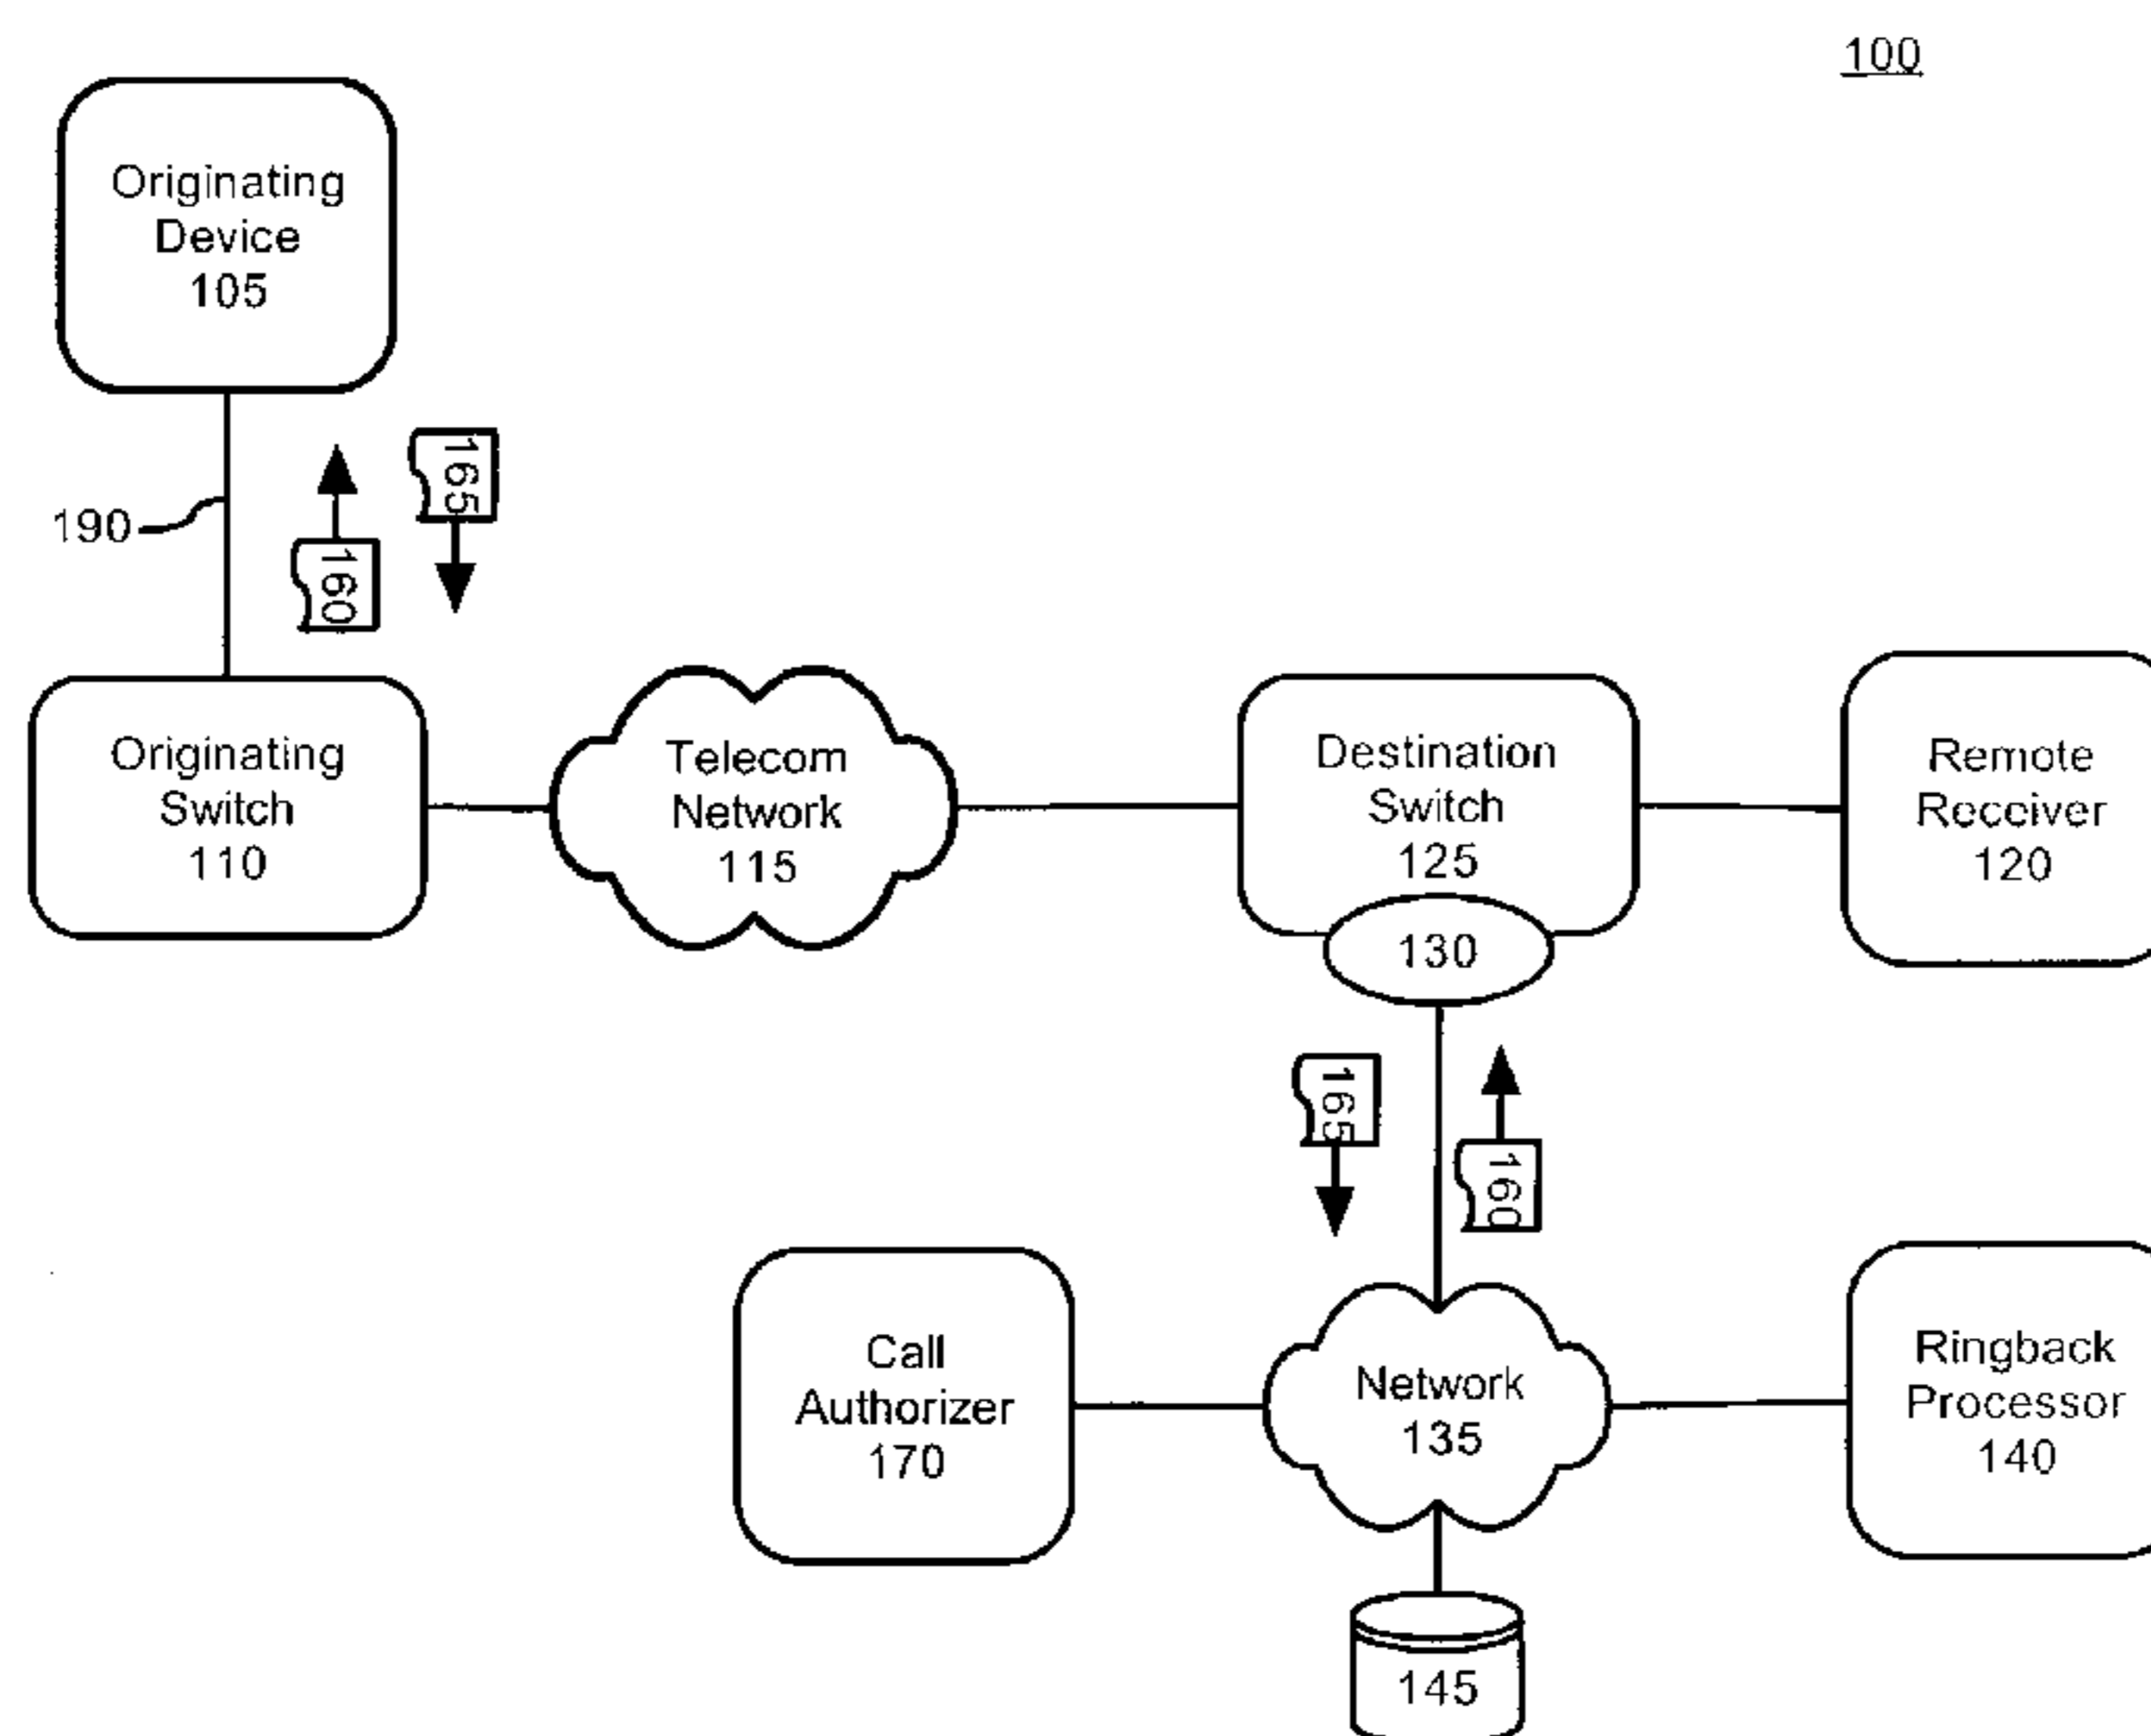 100
Originating
Device
105
190
165
160
Originating
Switch
110
Telecom
Network
115
Destination
Switch
125
130
Remote
Receiver
120
165
160
Call
Authorizer
170
Network
135
Ringback
Processor
140
145